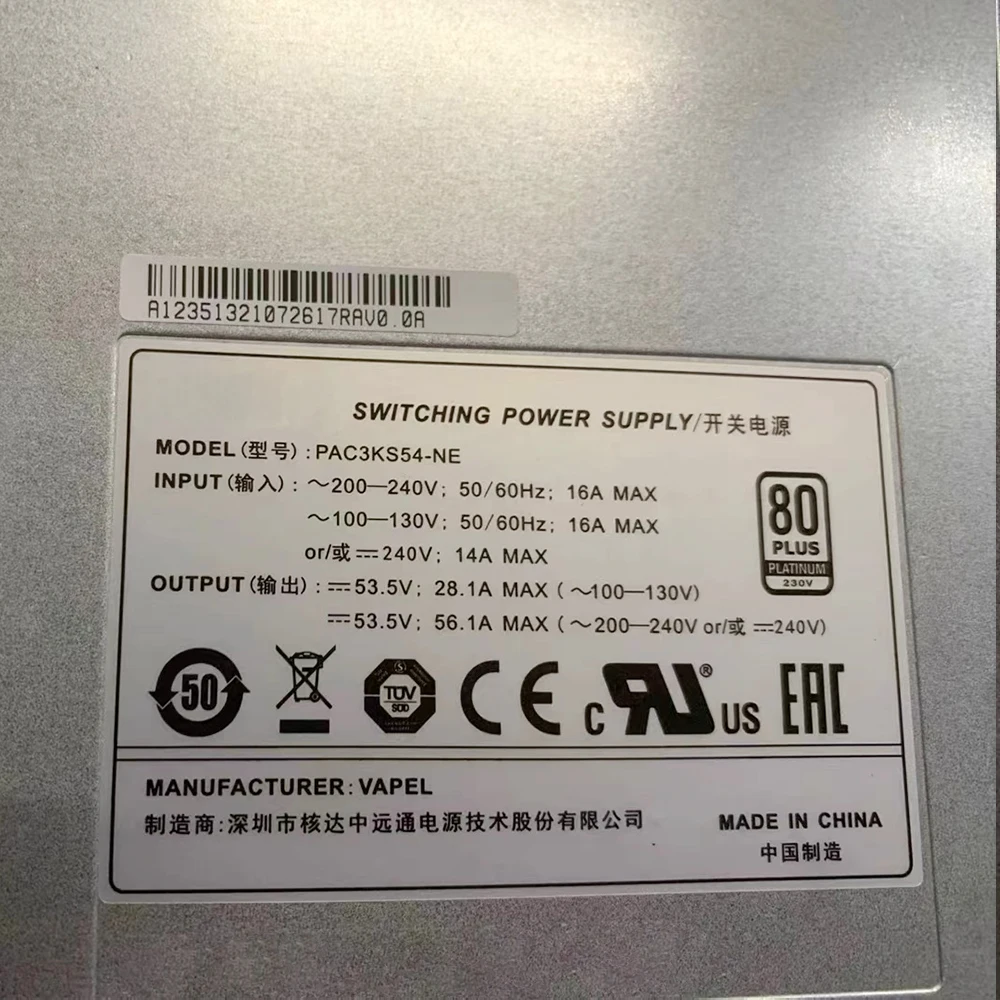 A12351321072617RAV0.0A
SWITCHING POWER SUPPLY/开关电源
MODEL(型号):PAC3KS54-NE
INPUT(输入): ～200—240V; 50/60Hz; 16A MAX
～100—130V; 50/60Hz; 16A MAX
or/或 ⎓240V; 14A MAX
OUTPUT(输出): ⎓53.5V; 28.1A MAX (～100—130V)
⎓53.5V; 56.1A MAX (～200—240V or/或 ⎓240V)
80
PLUS
PLATINUM
230V
50
TÜV
SÜD
CE
c RU® US
EAC
MANUFACTURER: VAPEL
制造商:深圳市核达中远通电源技术股份有限公司
MADE IN CHINA
中国制造